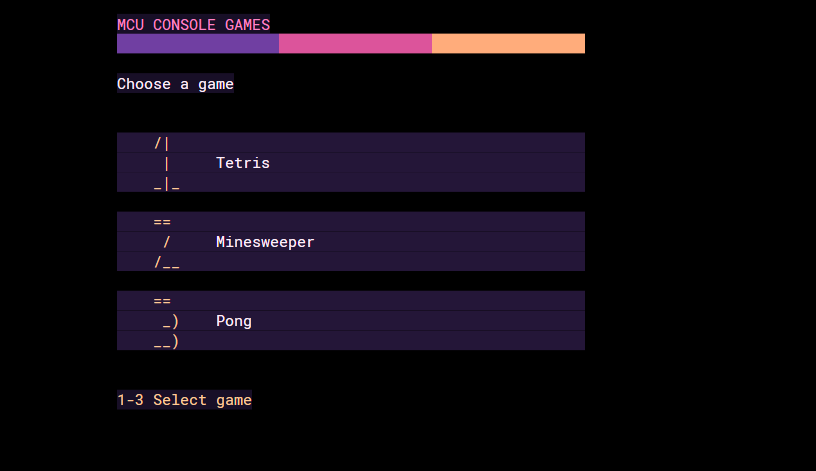 MCU CONSOLE GAMES
Choose a game
/|
 |     Tetris
_|_
==
 /     Minesweeper
/__
==
 _)    Pong
__)
1-3 Select game